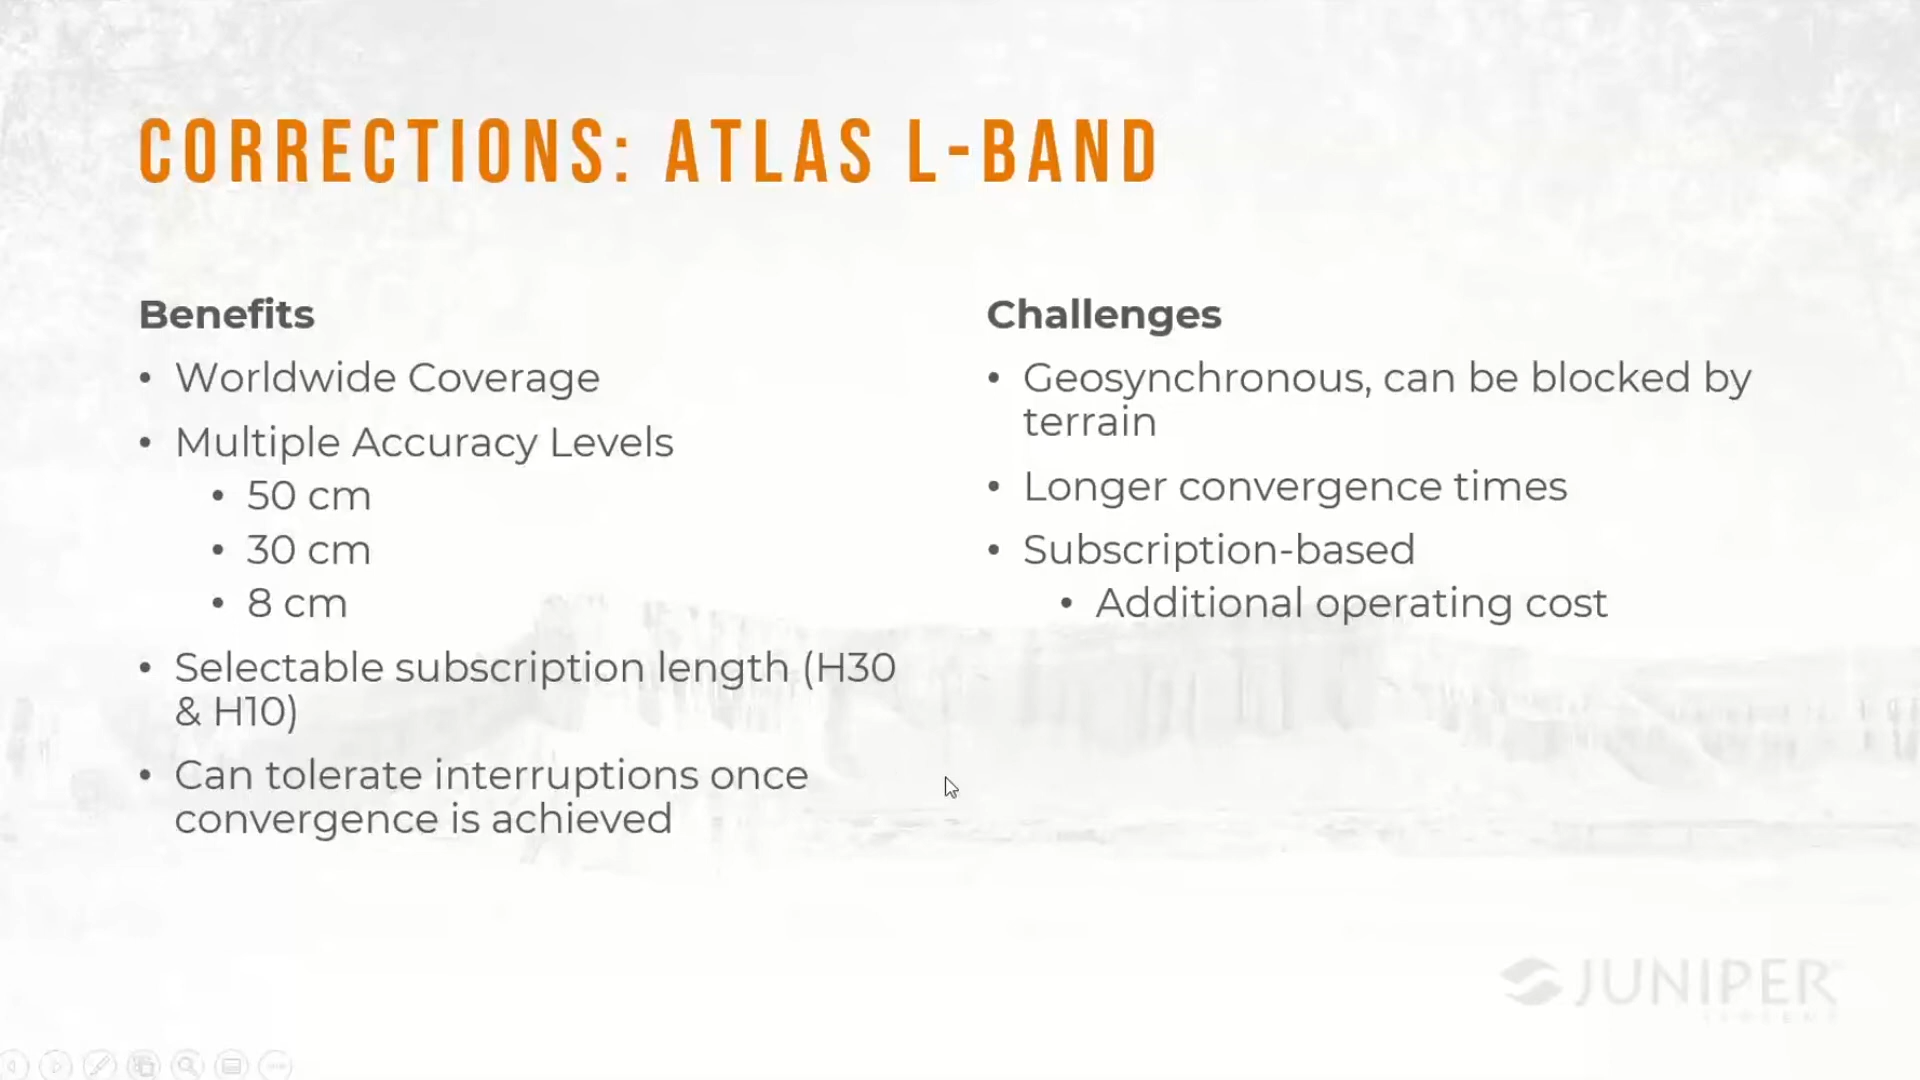 CORRECTIONS: ATLAS L-BAND
Benefits
• Worldwide Coverage
• Multiple Accuracy Levels
• 50 cm
• 30 cm
• 8 cm
• Selectable subscription length (H30
& H10)
• Can tolerate interruptions once
convergence is achieved
Challenges
• Geosynchronous, can be blocked by
terrain
• Longer convergence times
• Subscription-based
• Additional operating cost
JUNIPER